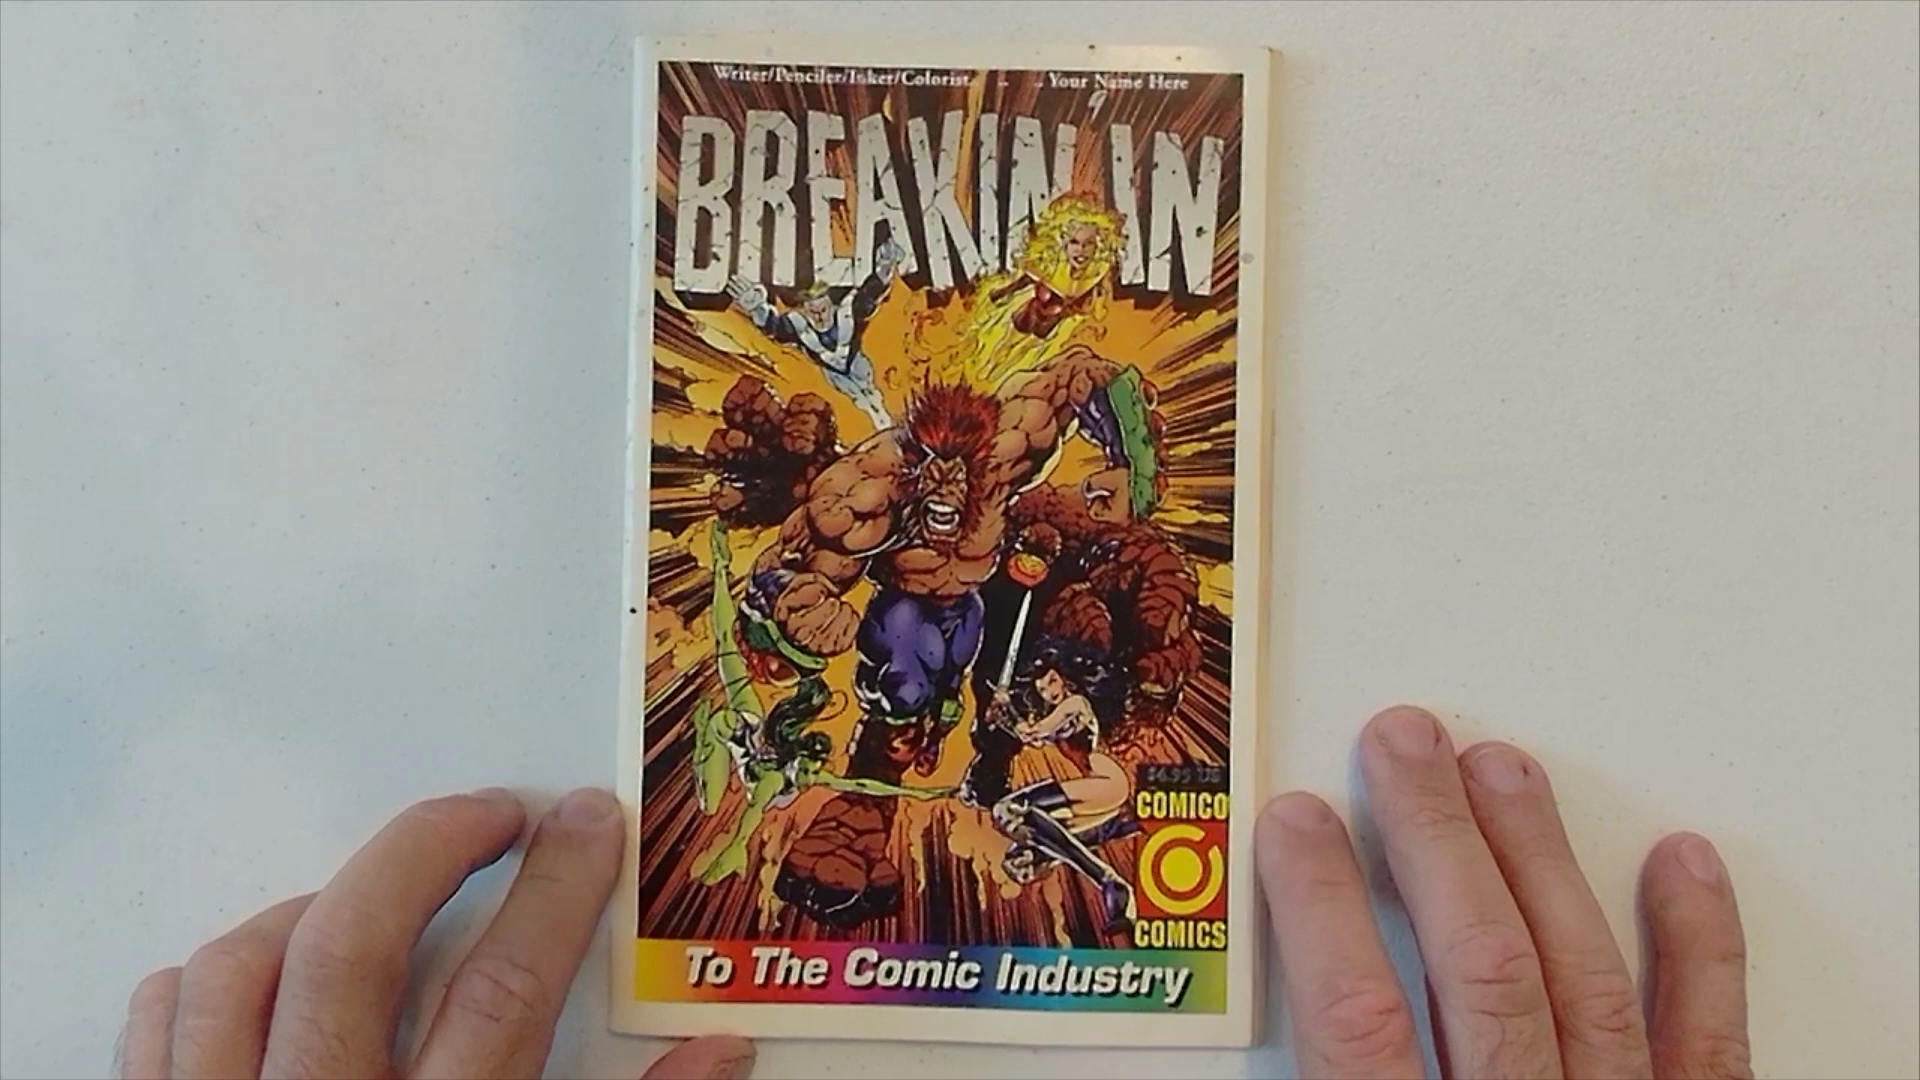 Writer/Penciler/Inker/Colorist. .. .. Your Name Here
BREAKIN' IN
$4.95 US
COMICO
COMICS
To The Comic Industry